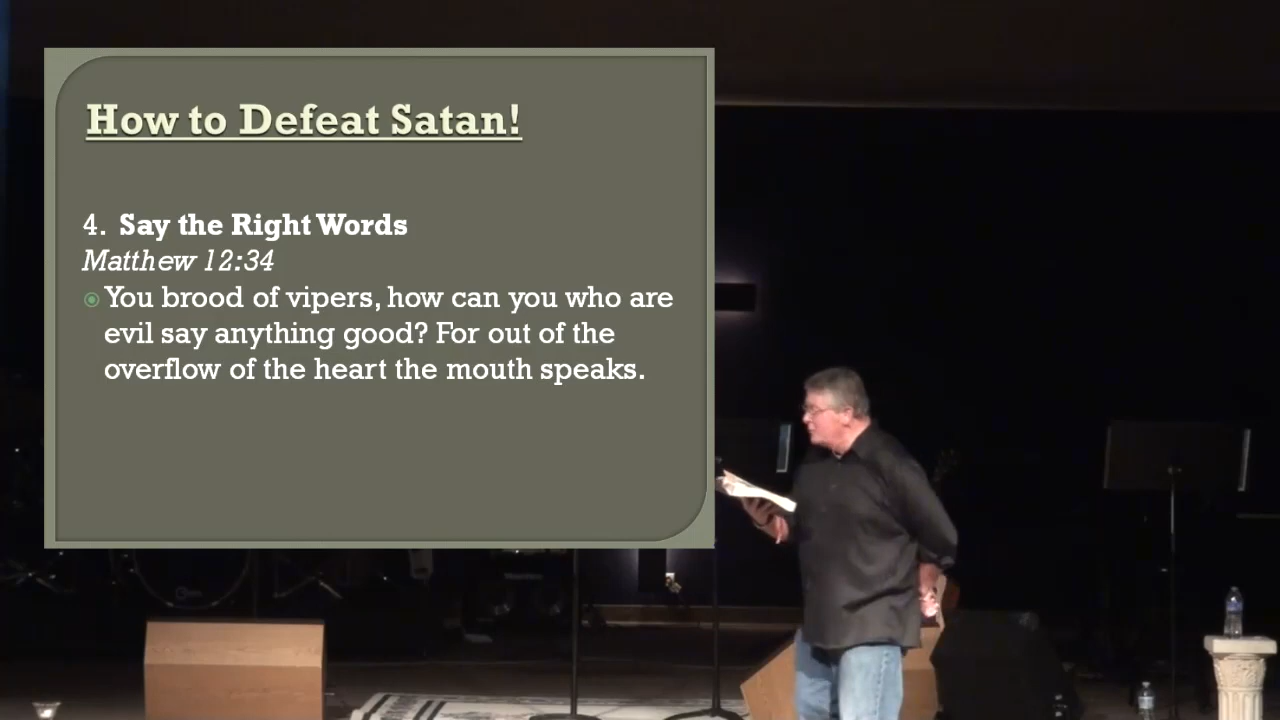 How to Defeat Satan!
4. Say the Right Words
Matthew 12:34
You brood of vipers, how can you who are
evil say anything good? For out of the
overflow of the heart the mouth speaks.